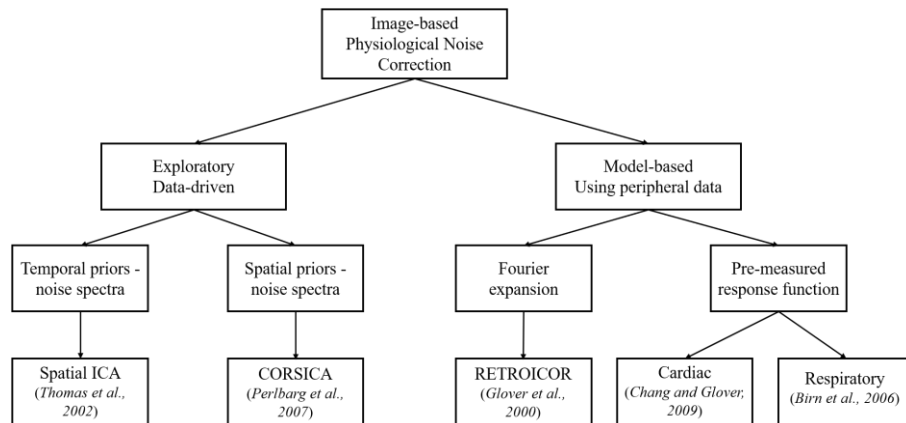 Image-based
Physiological Noise
Correction
Exploratory
Data-driven
Model-based
Using peripheral data
Temporal priors -
noise spectra
Spatial priors -
noise spectra
Fourier
expansion
Pre-measured
response function
Spatial ICA
(Thomas et al.,
2002)
CORSICA
(Perlbarg et al.,
2007)
RETROICOR
(Glover et al.,
2000)
Cardiac
(Chang and Glover,
2009)
Respiratory
(Birn et al., 2006)